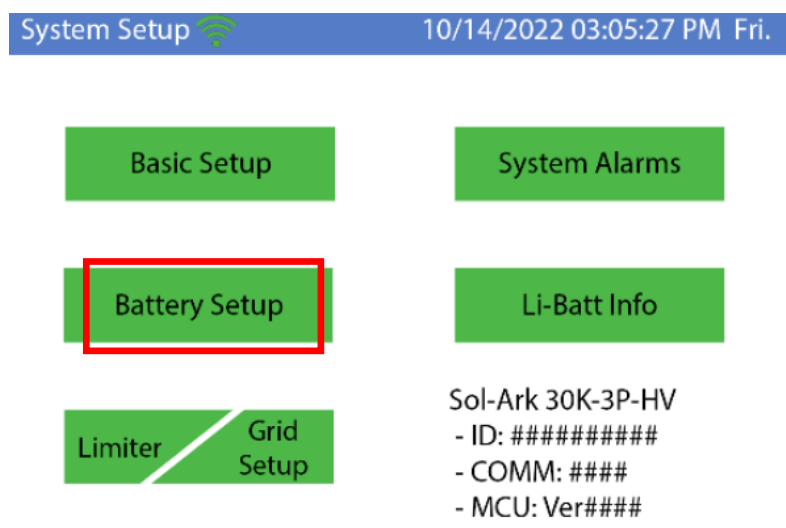 System Setup
10/14/2022 03:05:27 PM Fri.
Basic Setup
System Alarms
Battery Setup
Li-Batt Info
Limiter
Grid
Setup
Sol-Ark 30K-3P-HV
- ID: ##########
- COMM: ####
- MCU: Ver####